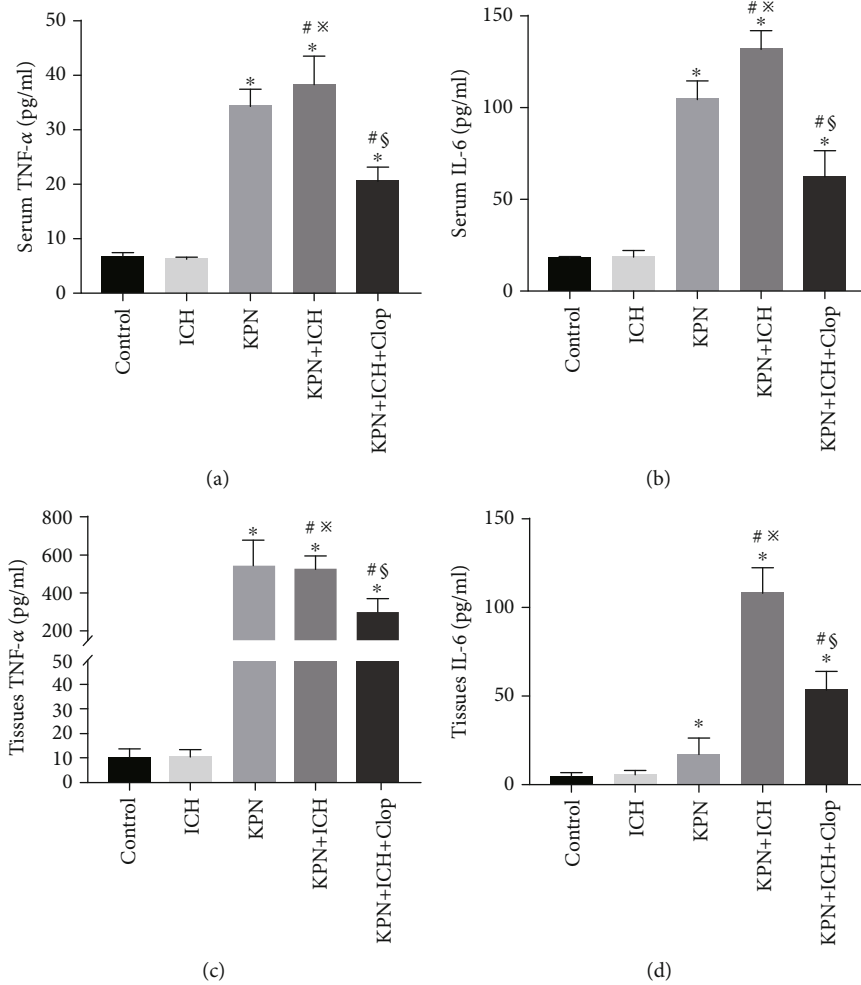 Serum TNF-α (pg/ml)
50
40
30
20
10
0
*
# ※
*
#§
*
Control
ICH
KPN
KPN+ICH
KPN+ICH+Clop
(a)
Serum IL-6 (pg/ml)
150
100
50
0
*
# ※
*
#§
*
Control
ICH
KPN
KPN+ICH
KPN+ICH+Clop
(b)
Tissues TNF-α (pg/ml)
800
600
400
200
50
40
30
20
10
0
*
# ※
*
#§
*
Control
ICH
KPN
KPN+ICH
KPN+ICH+Clop
(c)
Tissues IL-6 (pg/ml)
150
100
50
0
*
# ※
*
#§
*
Control
ICH
KPN
KPN+ICH
KPN+ICH+Clop
(d)